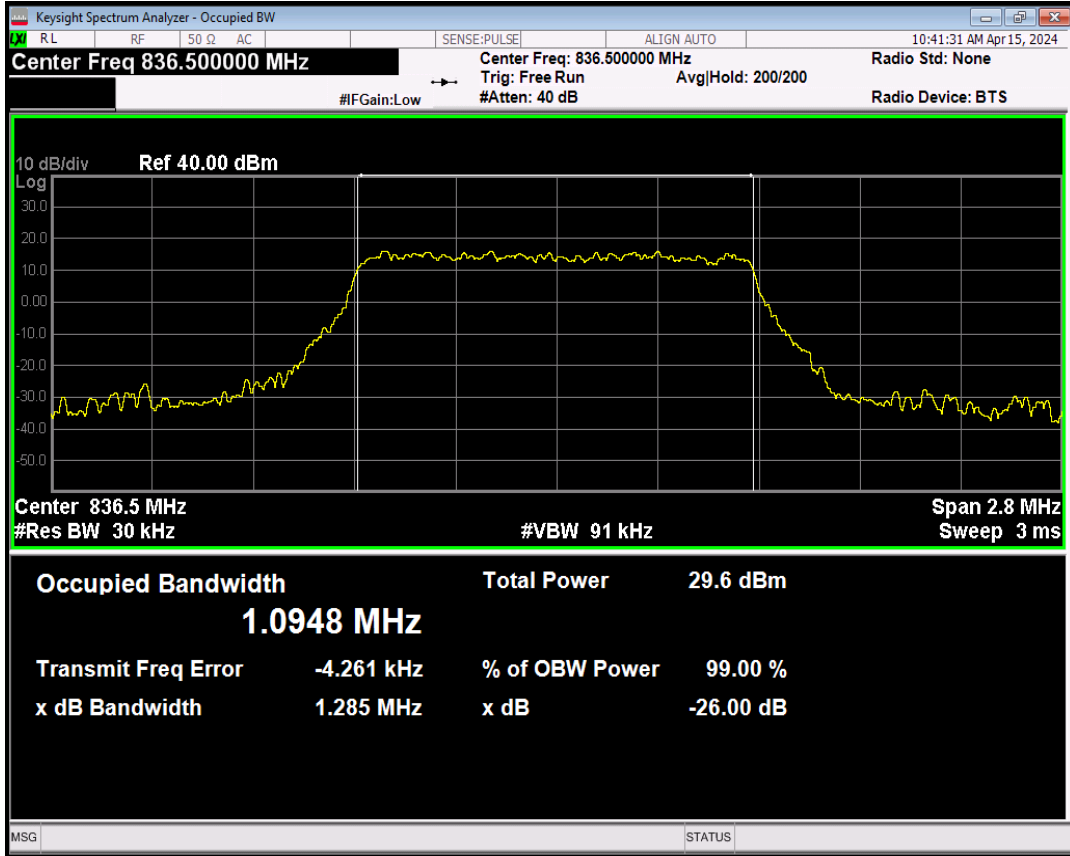 Keysight Spectrum Analyzer - Occupied BW
LXI RL RF 50 Ω AC SENSE:PULSE ALIGN AUTO 10:41:31 AM Apr 15, 2024
Center Freq 836.500000 MHz Center Freq: 836.500000 MHz Radio Std: None
Trig: Free Run Avg|Hold: 200/200
#IFGain:Low #Atten: 40 dB Radio Device: BTS
10 dB/div Ref 40.00 dBm
Log
30.0
20.0
10.0
0.00
-10.0
-20.0
-30.0
-40.0
-50.0
Center 836.5 MHz Span 2.8 MHz
#Res BW 30 kHz #VBW 91 kHz Sweep 3 ms
Occupied Bandwidth Total Power 29.6 dBm
1.0948 MHz
Transmit Freq Error -4.261 kHz % of OBW Power 99.00 %
x dB Bandwidth 1.285 MHz x dB -26.00 dB
MSG STATUS